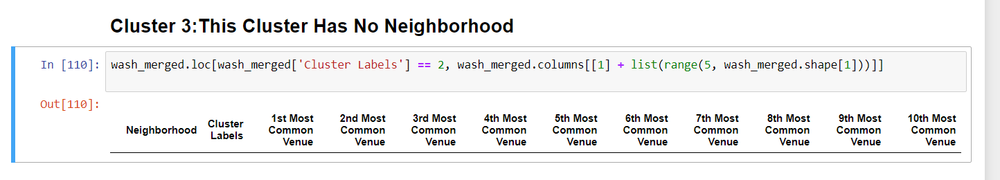 Cluster 3:This Cluster Has No Neighborhood
In [110]: wash_merged.loc[wash_merged['Cluster Labels'] == 2, wash_merged.columns[[1] + list(range(5, wash_merged.shape[1]))]]
Out[110]:
Neighborhood Cluster Labels 1st Most Common Venue 2nd Most Common Venue 3rd Most Common Venue 4th Most Common Venue 5th Most Common Venue 6th Most Common Venue 7th Most Common Venue 8th Most Common Venue 9th Most Common Venue 10th Most Common Venue